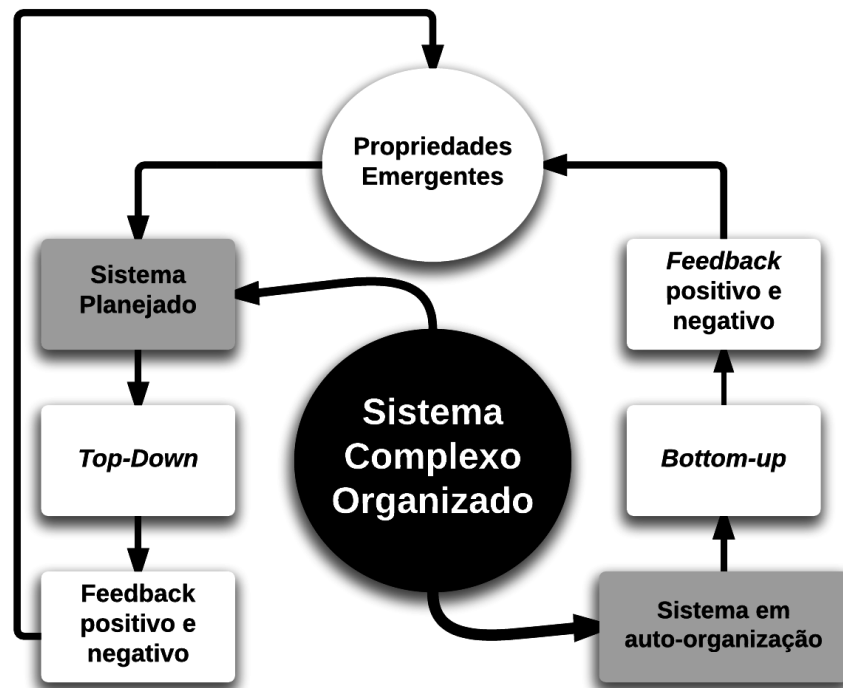 Propriedades
Emergentes
Sistema
Planejado
Feedback
positivo e
negativo
Sistema
Complexo
Organizado
Top-Down
Bottom-up
Feedback
positivo e
negativo
Sistema em
auto-organização